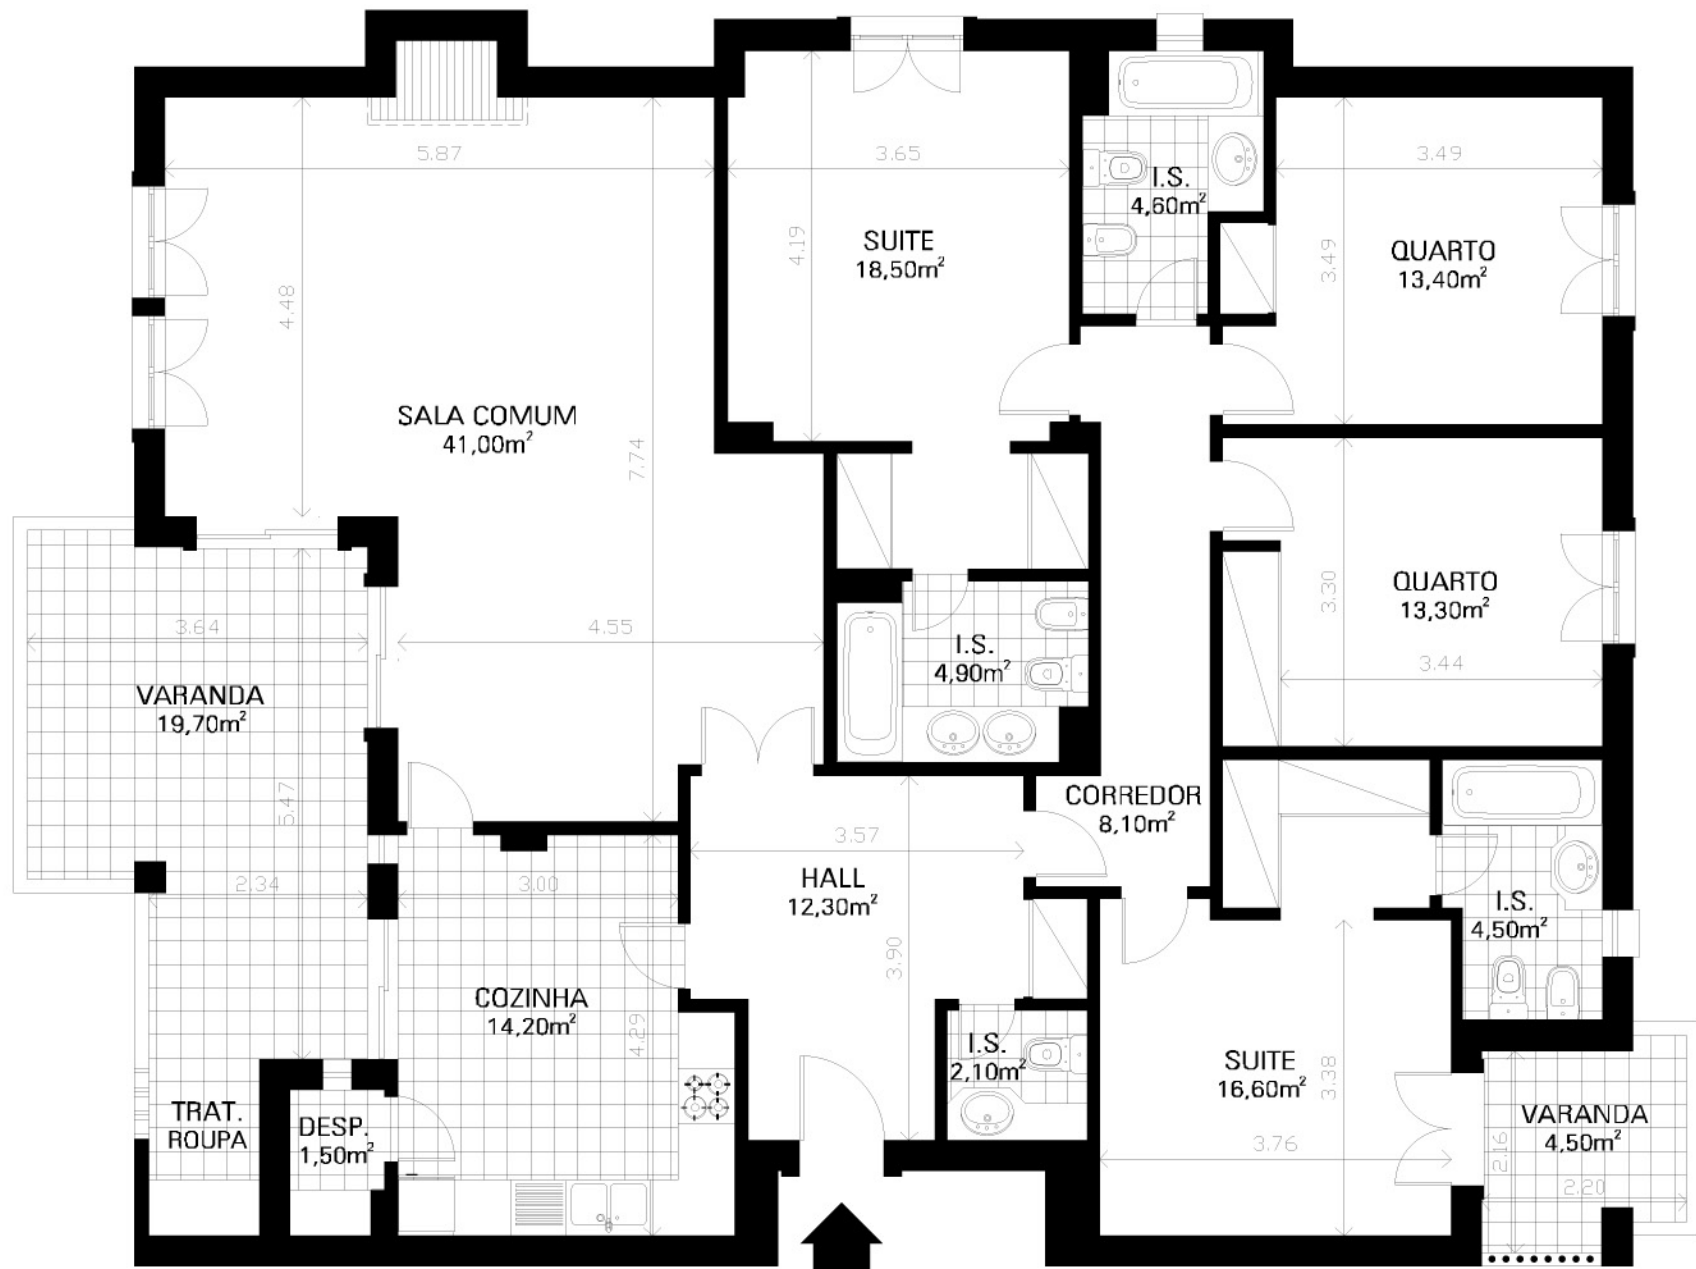 5.87
3.65
3.49
I.S.
4,60m²
4.19
SUITE
18,50m²
3.49
QUARTO
13,40m²
4.48
SALA COMUM
41,00m²
7.74
3.30
QUARTO
13,30m²
3.64
4.55
I.S.
4,90m²
3.44
VARANDA
19,70m²
5.47
CORREDOR
8,10m²
3.57
HALL
12,30m²
2.34
3.00
I.S.
4,50m²
3.90
COZINHA
14,20m²
4.29
I.S.
2,10m²
SUITE
16,60m²
3.38
TRAT.
ROUPA
DESP.
1,50m²
VARANDA
4,50m²
3.76
2.16
2.20